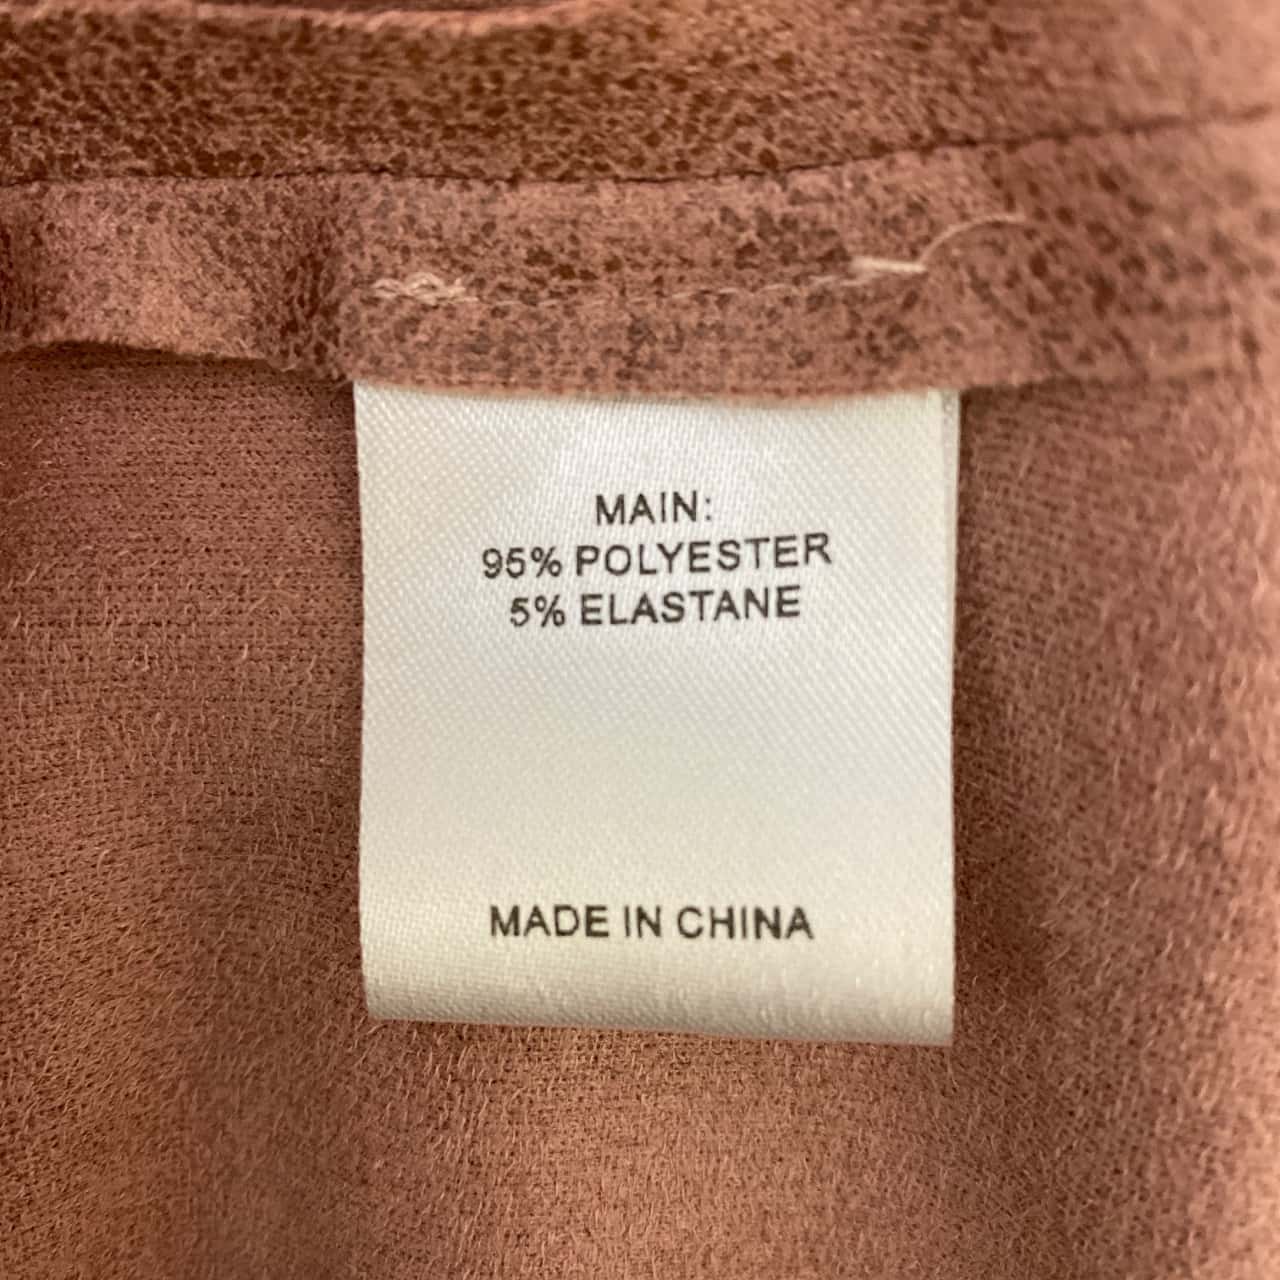 MAIN:
95% POLYESTER
5% ELASTANE
MADE IN CHINA